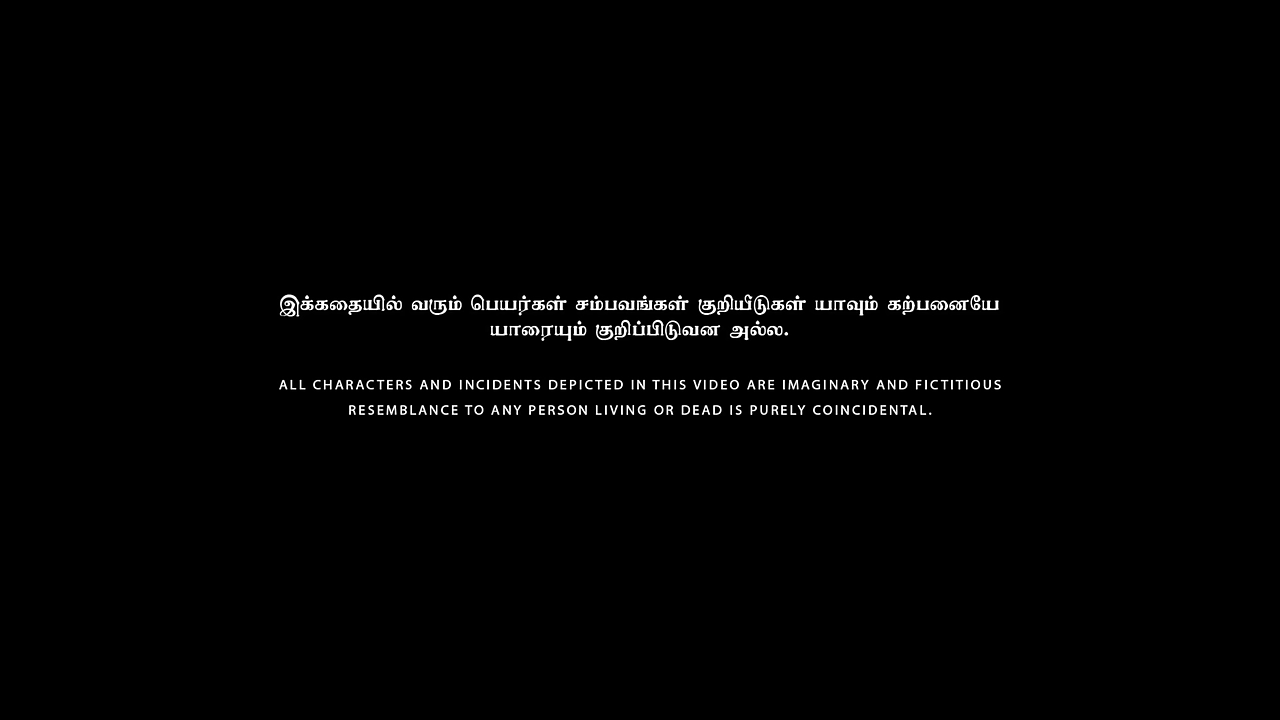 இக்கதையில் வரும் பெயர்கள் சம்பவங்கள் குறியீடுகள் யாவும் கற்பனையே
யாரையும் குறிப்பிடுவன அல்ல.
ALL CHARACTERS AND INCIDENTS DEPICTED IN THIS VIDEO ARE IMAGINARY AND FICTITIOUS
RESEMBLANCE TO ANY PERSON LIVING OR DEAD IS PURELY COINCIDENTAL.